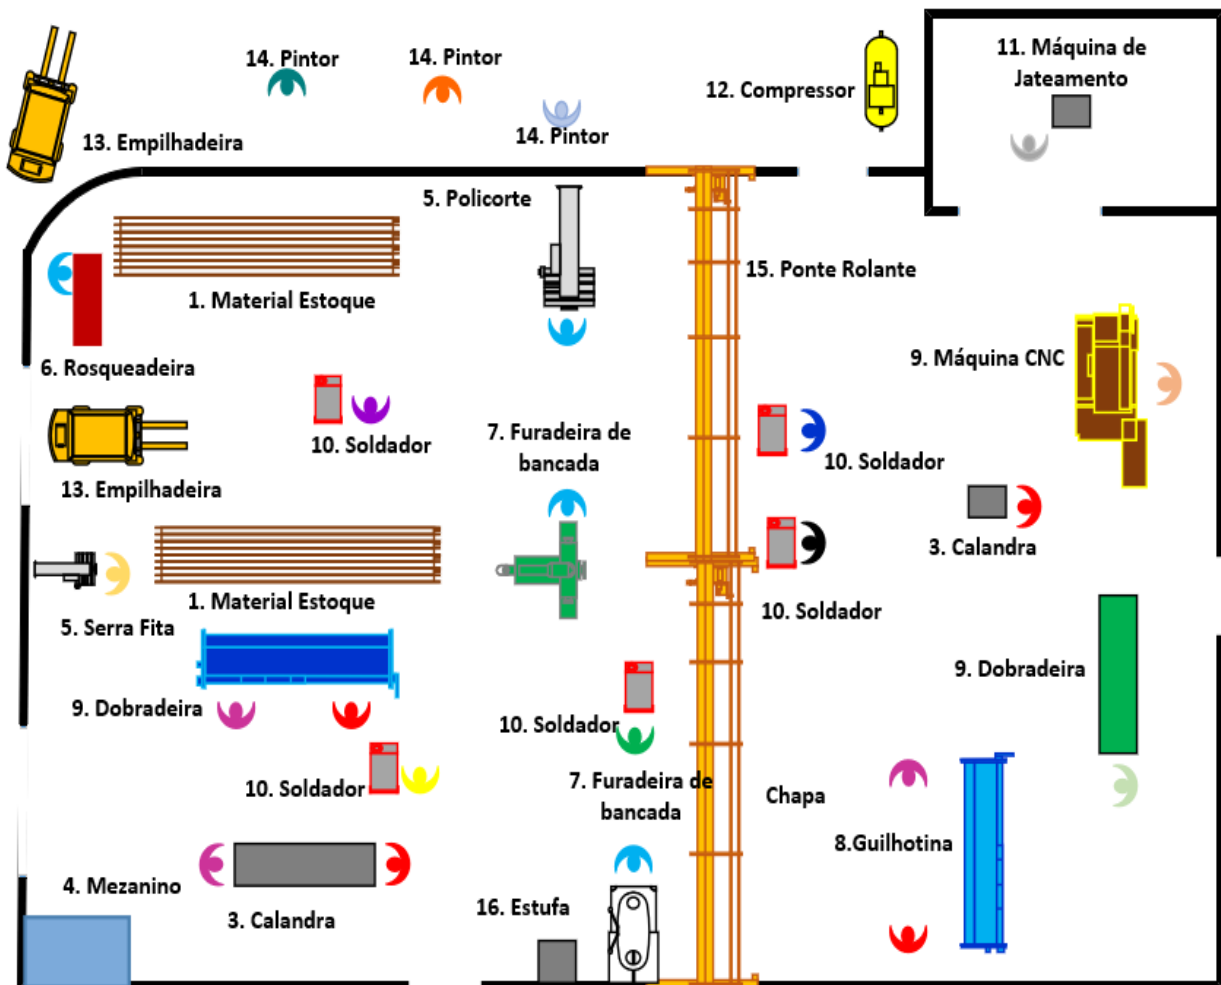 14. Pintor
14. Pintor
14. Pintor
13. Empilhadeira
12. Compressor
11. Máquina de
Jateamento
5. Policorte
1. Material Estoque
15. Ponte Rolante
6. Rosqueadeira
9. Máquina CNC
10. Soldador
7. Furadeira de
bancada
10. Soldador
13. Empilhadeira
3. Calandra
1. Material Estoque
10. Soldador
5. Serra Fita
9. Dobradeira
9. Dobradeira
10. Soldador
10. Soldador
7. Furadeira de
bancada
Chapa
8.Guilhotina
4. Mezanino
3. Calandra
16. Estufa